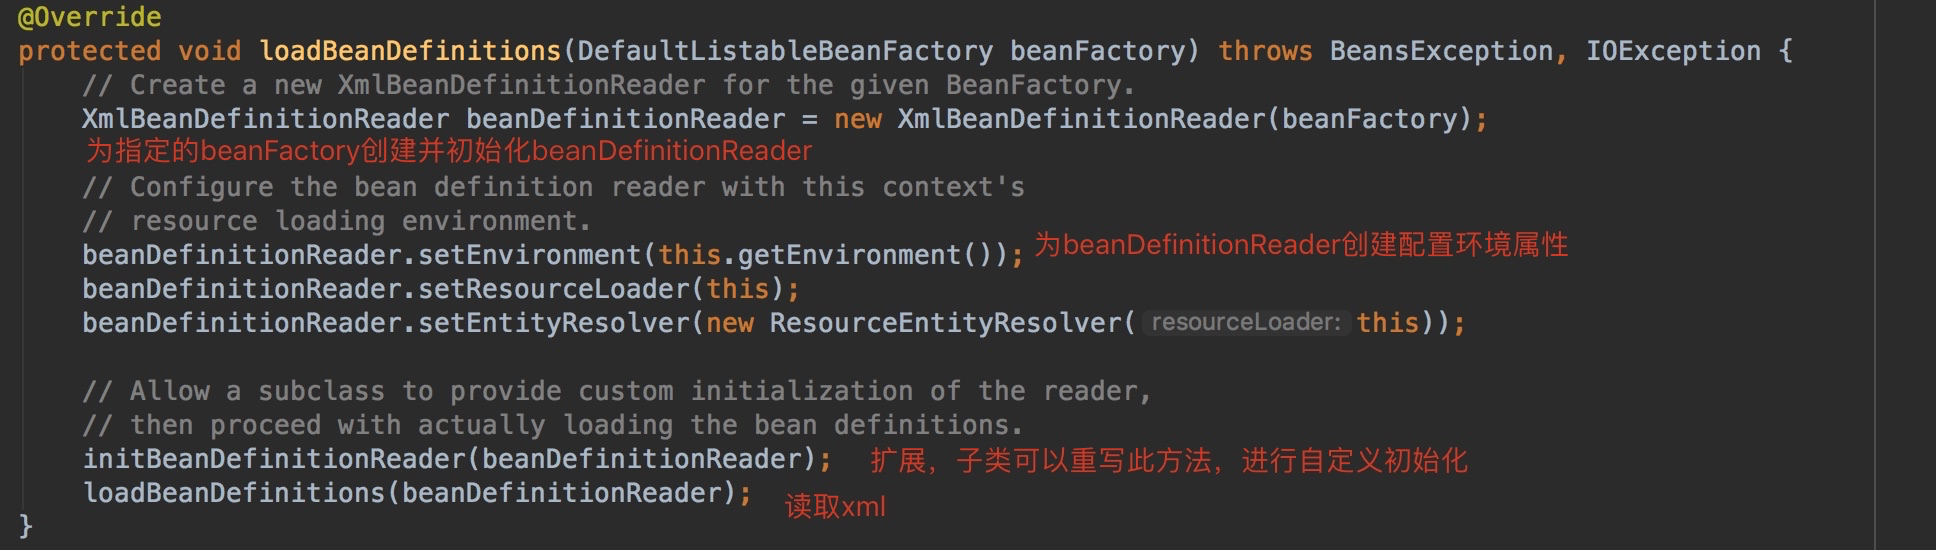 @Override
protected void loadBeanDefinitions(DefaultListableBeanFactory beanFactory) throws BeansException, IOException {
// Create a new XmlBeanDefinitionReader for the given BeanFactory.
XmlBeanDefinitionReader beanDefinitionReader = new XmlBeanDefinitionReader(beanFactory);
为指定的beanFactory创建并初始化beanDefinitionReader
// Configure the bean definition reader with this context's
// resource loading environment.
beanDefinitionReader.setEnvironment(this.getEnvironment()); 为beanDefinitionReader创建配置环境属性
beanDefinitionReader.setResourceLoader(this);
beanDefinitionReader.setEntityResolver(new ResourceEntityResolver( resourceLoader: this));
// Allow a subclass to provide custom initialization of the reader,
// then proceed with actually loading the bean definitions.
initBeanDefinitionReader(beanDefinitionReader); 扩展，子类可以重写此方法，进行自定义初始化
loadBeanDefinitions(beanDefinitionReader); 读取xml
}